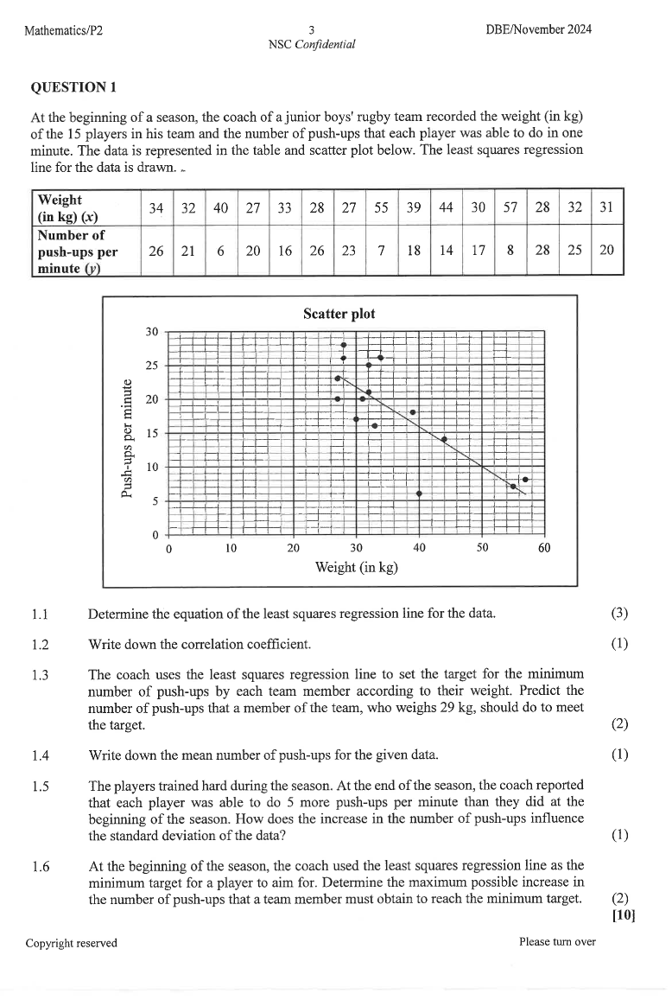 Mathematics/P2
3
DBE/November 2024
NSC Confidential
QUESTION 1
At the beginning of a season, the coach of a junior boys' rugby team recorded the weight (in kg)
of the 15 players in his team and the number of push-ups that each player was able to do in one
minute. The data is represented in the table and scatter plot below. The least squares regression
line for the data is drawn.
Weight
(in kg) (x) 34 32 40 27 33 28 27 55 39 44 30 57 28 32 31
Number of
push-ups per 26 21 6 20 16 26 23 7 18 14 17 8 28 25 20
minute (y)
Scatter plot
Push-ups per minute
30
25
20
15
10
5
0
0 10 20 30 40 50 60
Weight (in kg)
1.1 Determine the equation of the least squares regression line for the data. (3)
1.2 Write down the correlation coefficient. (1)
1.3 The coach uses the least squares regression line to set the target for the minimum
number of push-ups by each team member according to their weight. Predict the
number of push-ups that a member of the team, who weighs 29 kg, should do to meet
the target. (2)
1.4 Write down the mean number of push-ups for the given data. (1)
1.5 The players trained hard during the season. At the end of the season, the coach reported
that each player was able to do 5 more push-ups per minute than they did at the
beginning of the season. How does the increase in the number of push-ups influence
the standard deviation of the data? (1)
1.6 At the beginning of the season, the coach used the least squares regression line as the
minimum target for a player to aim for. Determine the maximum possible increase in
the number of push-ups that a team member must obtain to reach the minimum target. (2)
[10]
Copyright reserved
Please turn over